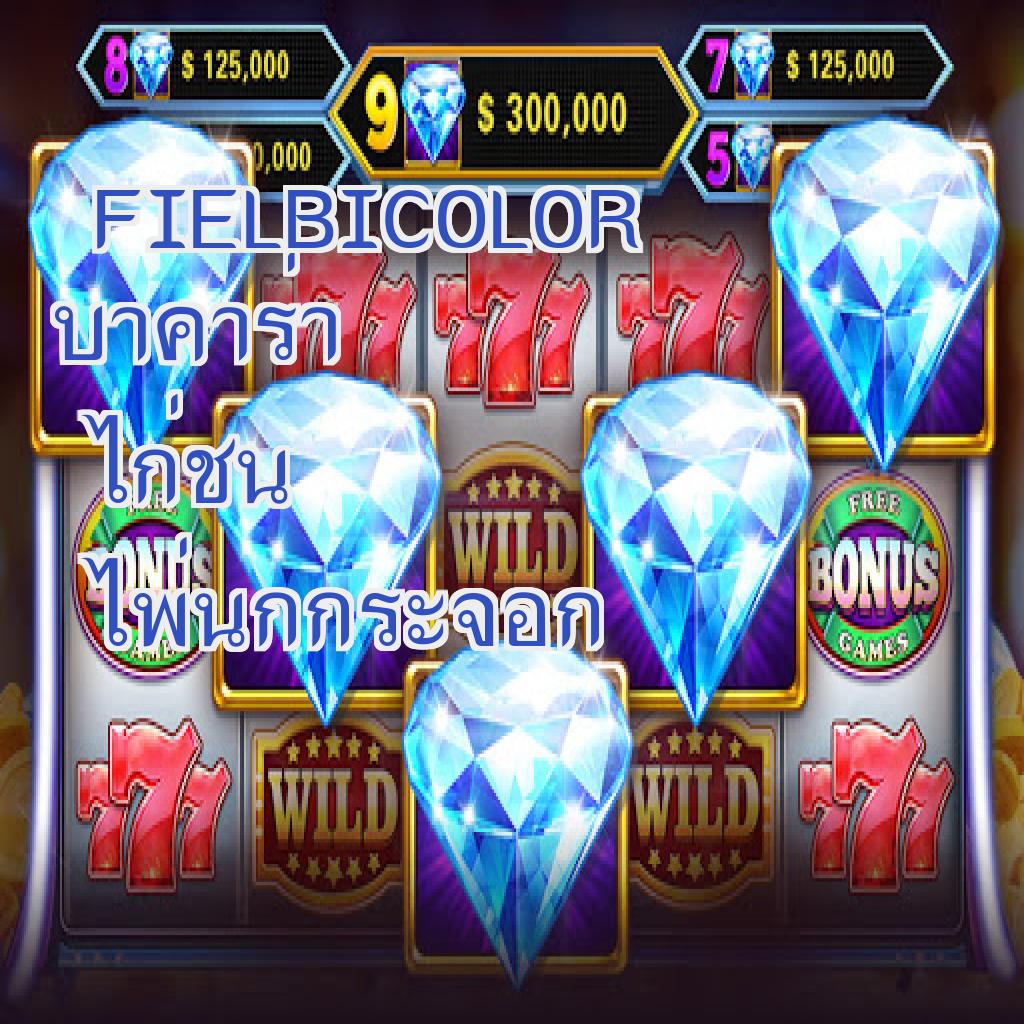 8 $ 125,000
9 $ 300,000
7 $ 125,000
5
FIELBICOLOR
777 777 777
บาคาร่า
ไก่ชน
WILD
FREE
BONUS
GAMES
ไพ่นกกระจอก
777 WILD WILD 777